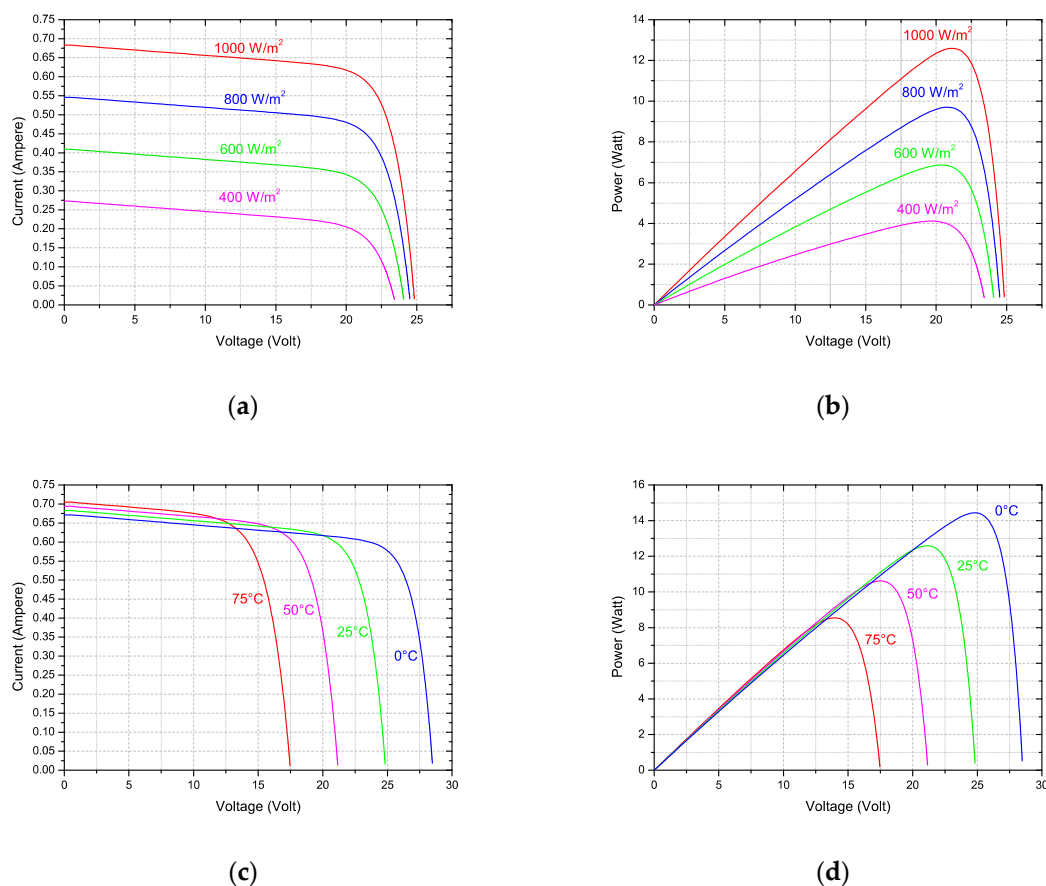 0.75
0.70
0.65
0.60
0.55
0.50
0.45
0.40
0.35
0.30
0.25
0.20
0.15
0.10
0.05
0.00
Current (Ampere)
1000 W/m²
800 W/m²
600 W/m²
400 W/m²
0 5 10 15 20 25
Voltage (Volt)
(a)
16
14
12
10
8
6
4
2
0
Power (Watt)
1000 W/m²
800 W/m²
600 W/m²
400 W/m²
0 5 10 15 20 25
Voltage (Volt)
(b)
0.75
0.70
0.65
0.60
0.55
0.50
0.45
0.40
0.35
0.30
0.25
0.20
0.15
0.10
0.05
0.00
Current (Ampere)
75°C
50°C
25°C
0°C
0 5 10 15 20 25 30
Voltage (Volt)
(c)
16
14
12
10
8
6
4
2
0
Power (Watt)
0°C
25°C
50°C
75°C
0 5 10 15 20 25 30
Voltage (Volt)
(d)